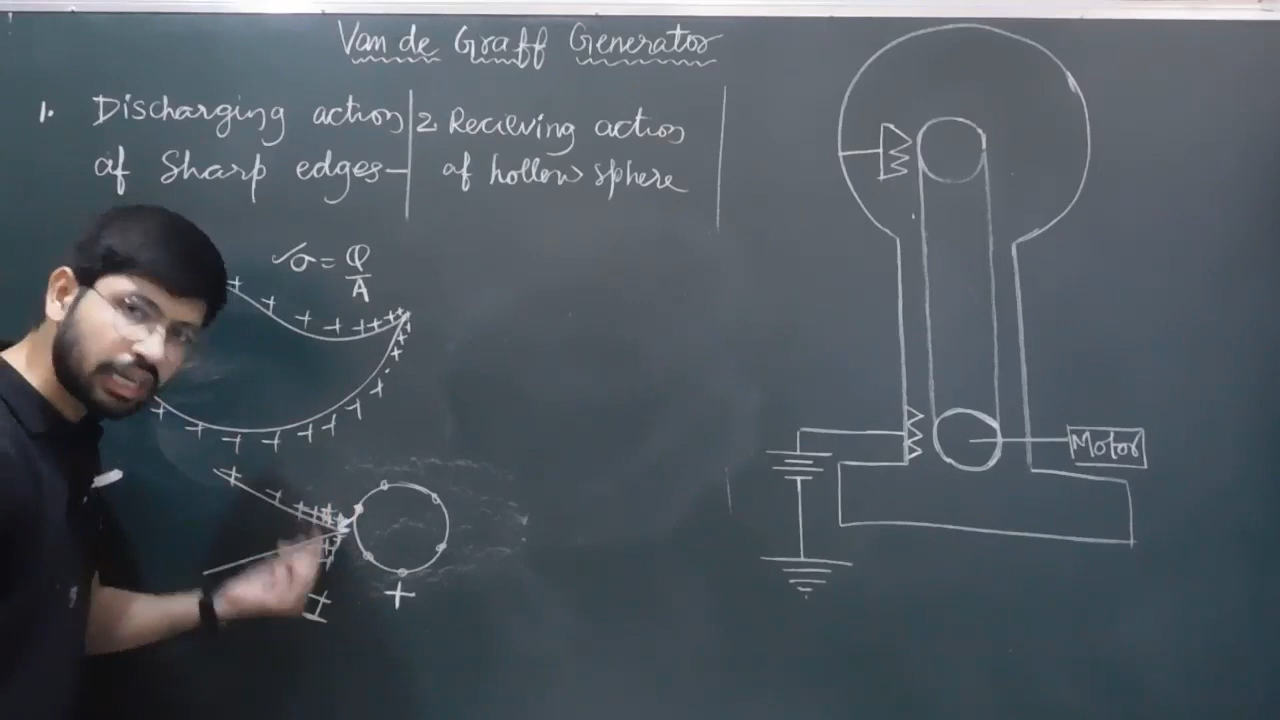 Van de Graff Generator
1. Discharging action
of Sharp edges-
2 Recieving action
of hollow sphere
σ = Q
A
Motor